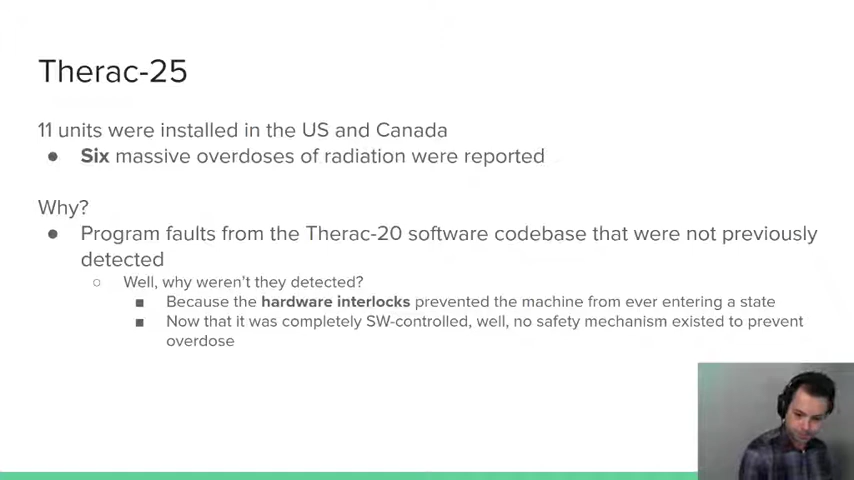 Therac-25
11 units were installed in the US and Canada
● Six massive overdoses of radiation were reported
Why?
● Program faults from the Therac-20 software codebase that were not previously
detected
○ Well, why weren't they detected?
■ Because the hardware interlocks prevented the machine from ever entering a state
■ Now that it was completely SW-controlled, well, no safety mechanism existed to prevent
overdose